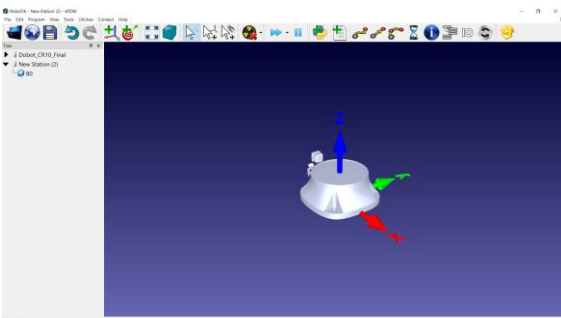 RoboDK - New Station (2) - ATOM
File Edit Program View Tools Utilities Connect Help
Tree
Dobot_CR10_Final
New Station (2)
B0
Z
Y
X